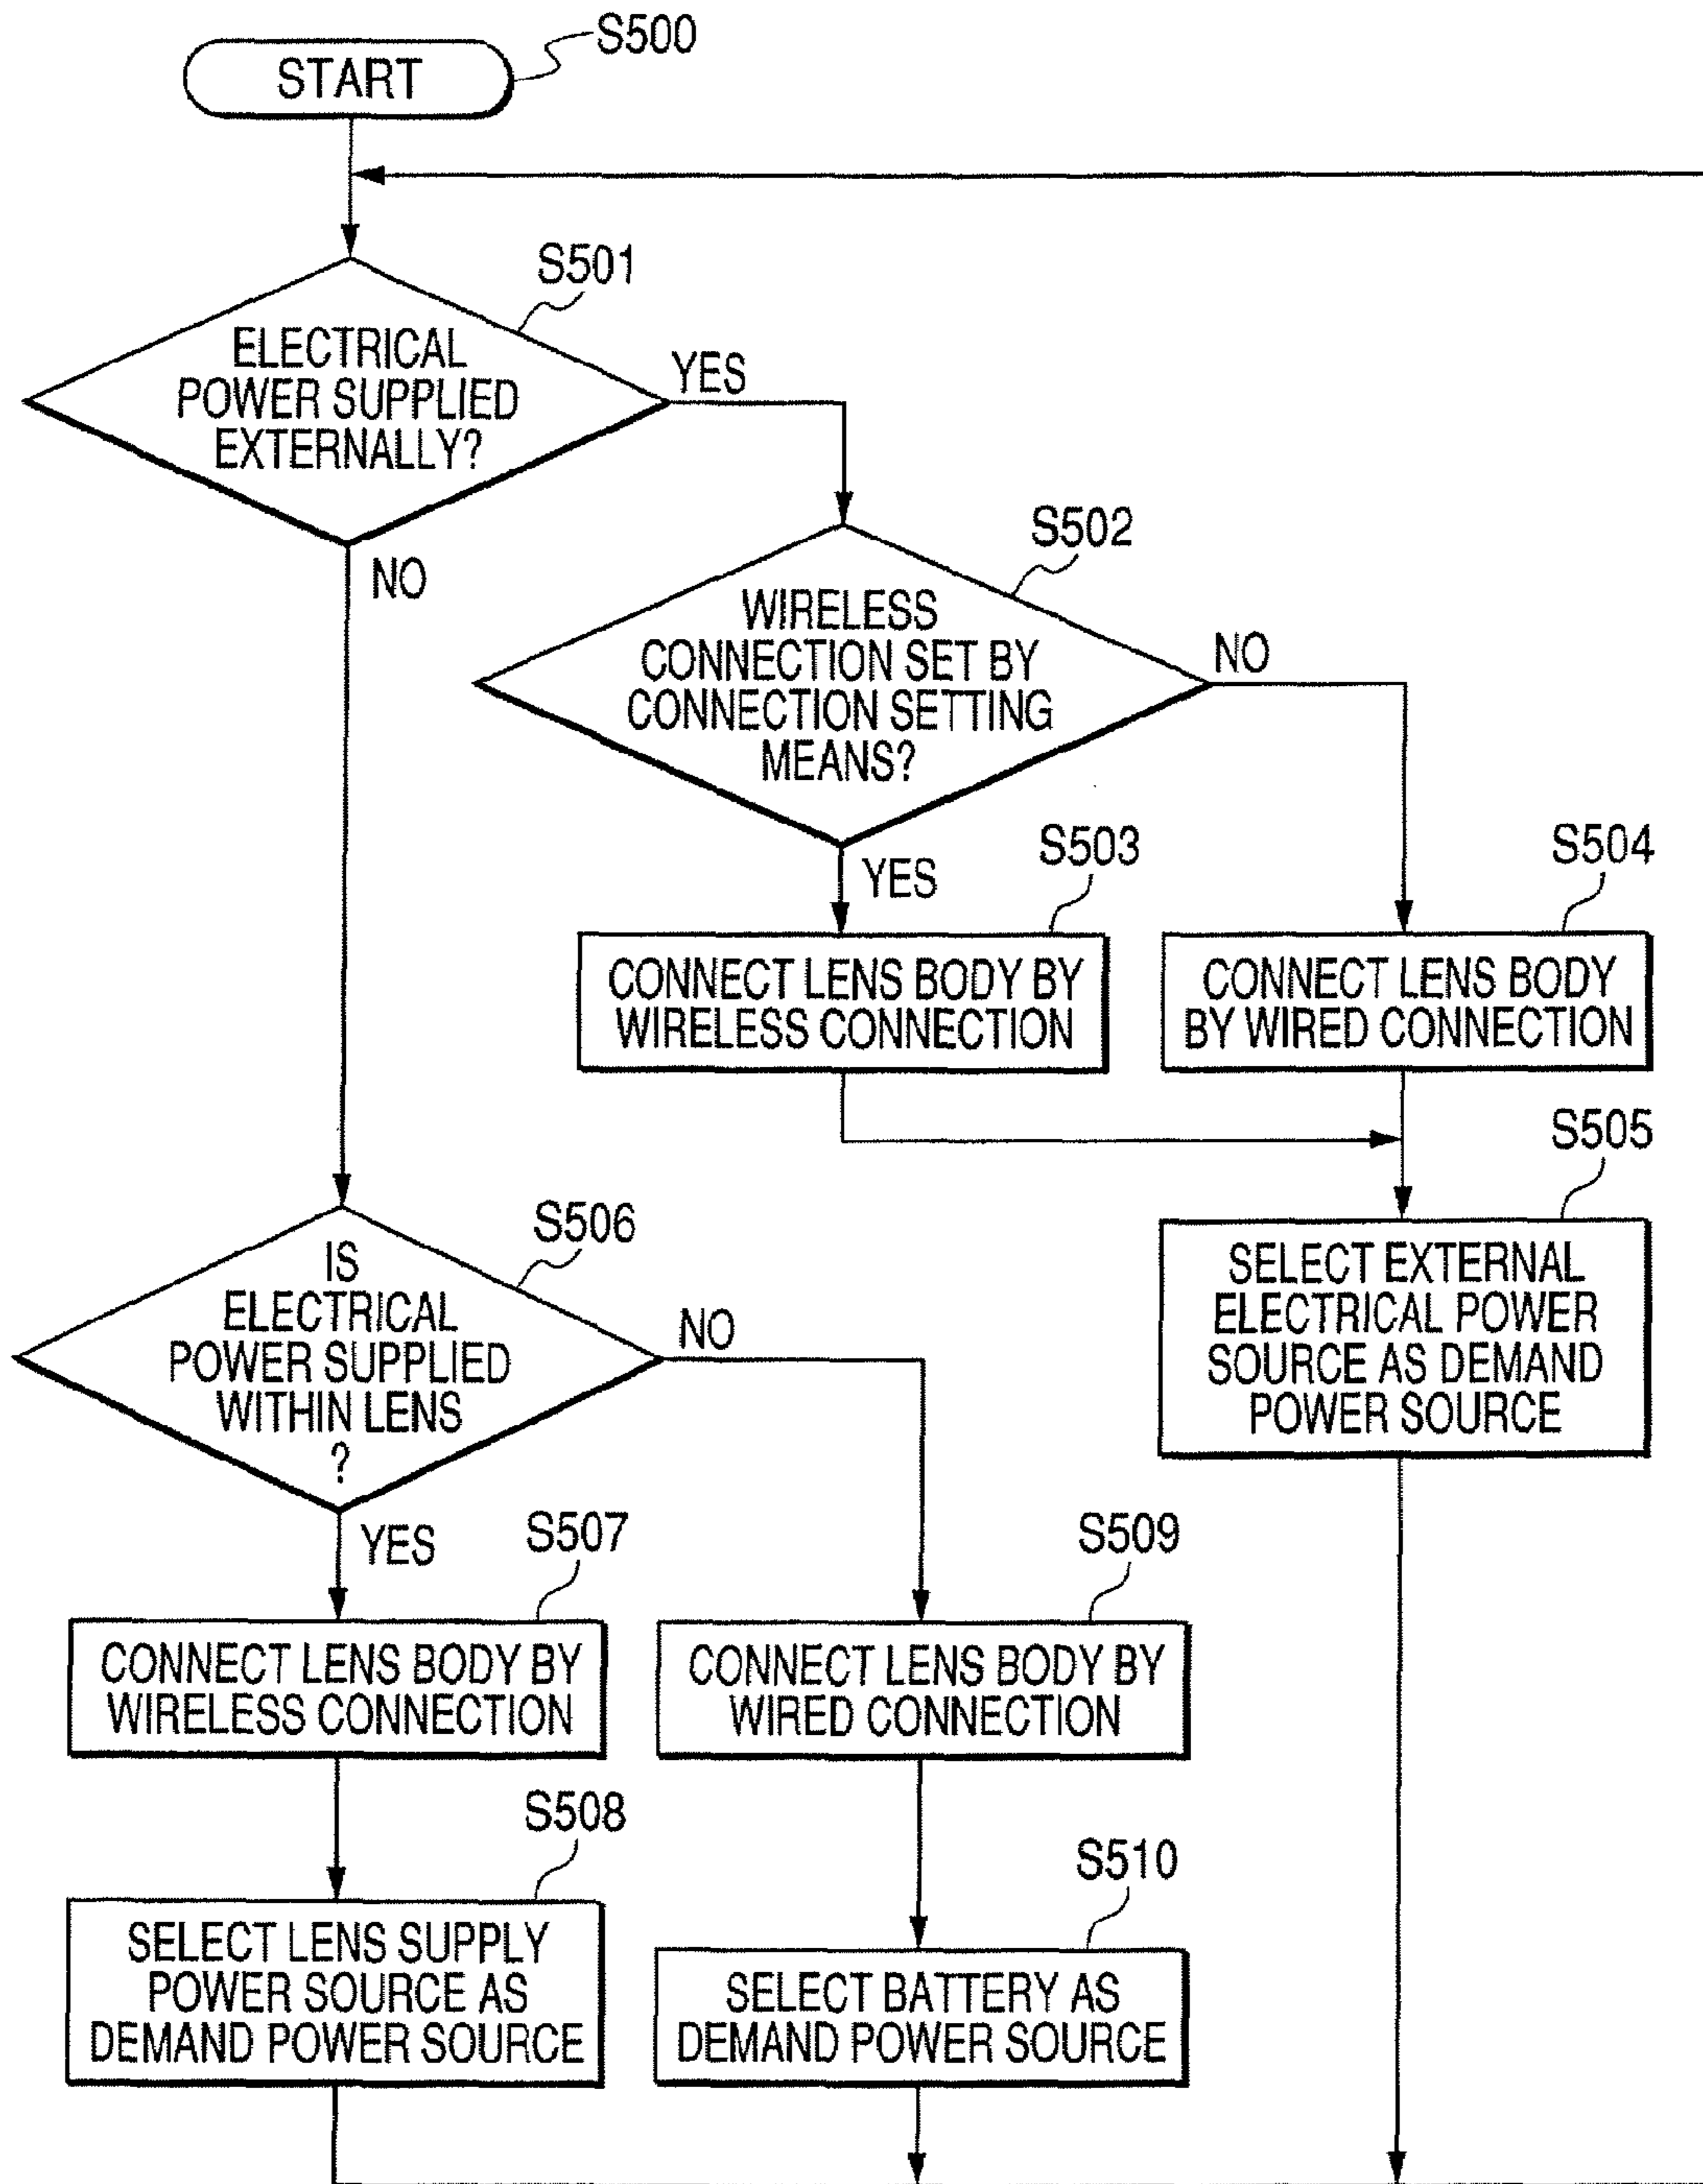 START
S500
S501
ELECTRICAL
POWER SUPPLIED
EXTERNALLY?
YES
NO
S502
WIRELESS
CONNECTION SET BY
CONNECTION SETTING
MEANS?
NO
YES
S503
CONNECT LENS BODY BY
WIRELESS CONNECTION
S504
CONNECT LENS BODY
BY WIRED CONNECTION
S505
SELECT EXTERNAL
ELECTRICAL POWER
SOURCE AS DEMAND
POWER SOURCE
S506
IS
ELECTRICAL
POWER SUPPLIED
WITHIN LENS
?
NO
YES
S507
CONNECT LENS BODY BY
WIRELESS CONNECTION
S509
CONNECT LENS BODY BY
WIRED CONNECTION
S508
SELECT LENS SUPPLY
POWER SOURCE AS
DEMAND POWER SOURCE
S510
SELECT BATTERY AS
DEMAND POWER SOURCE